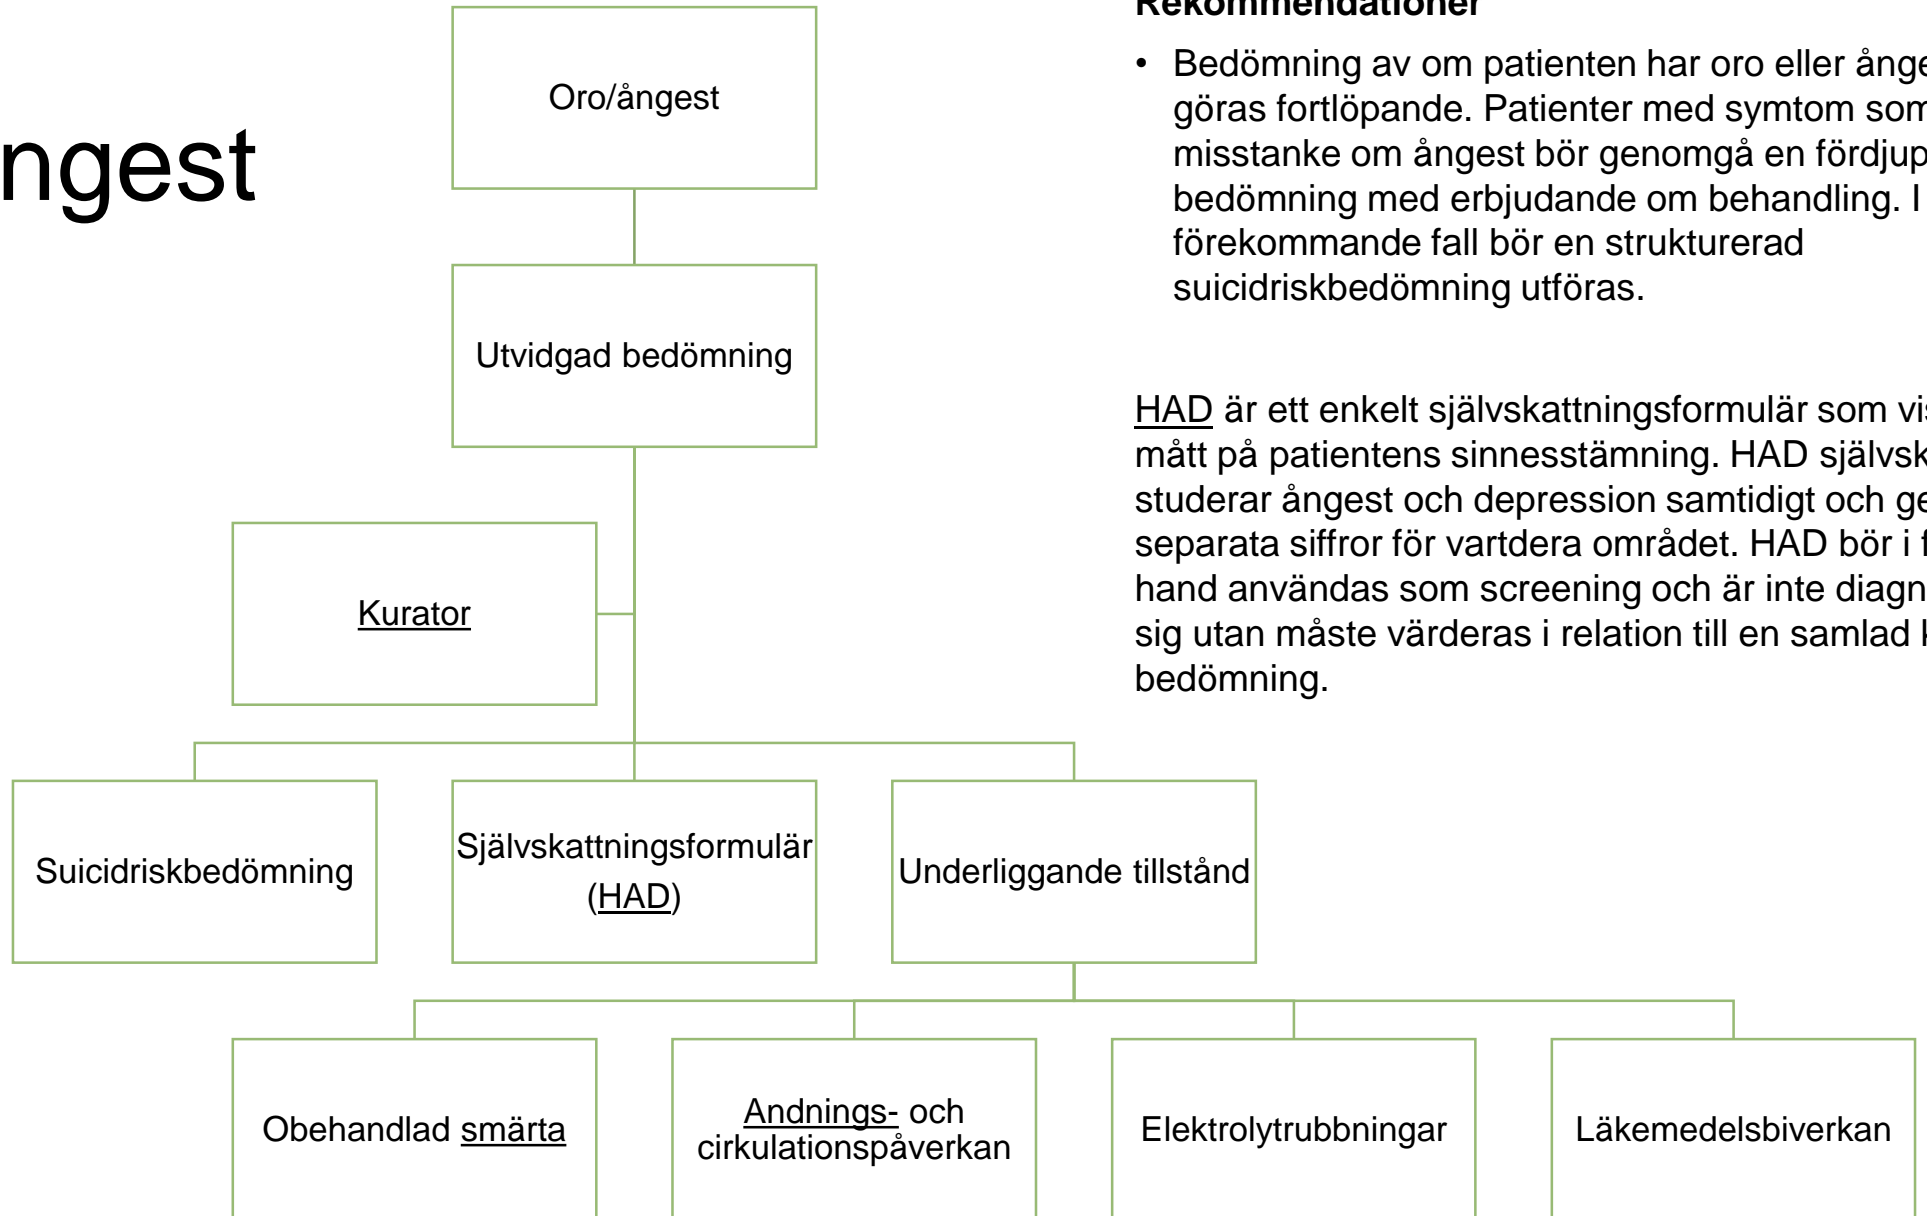 ngest
Oro/ångest
Utvidgad bedömning
Kurator
Suicidriskbedömning
Självskattningsformulär
(HAD)
Underliggande tillstånd
Obehandlad smärta
Andnings- och
cirkulationspåverkan
Elektrolytrubbningar
Läkemedelsbiverkan
Rekommendationer
• Bedömning av om patienten har oro eller ånge
göras fortlöpande. Patienter med symtom som
misstanke om ångest bör genomgå en fördjup
bedömning med erbjudande om behandling. I
förekommande fall bör en strukturerad
suicidriskbedömning utföras.
HAD är ett enkelt självskattningsformulär som vis
mått på patientens sinnesstämning. HAD självsk
studerar ångest och depression samtidigt och ge
separata siffror för vartdera området. HAD bör i f
hand användas som screening och är inte diagn
sig utan måste värderas i relation till en samlad k
bedömning.